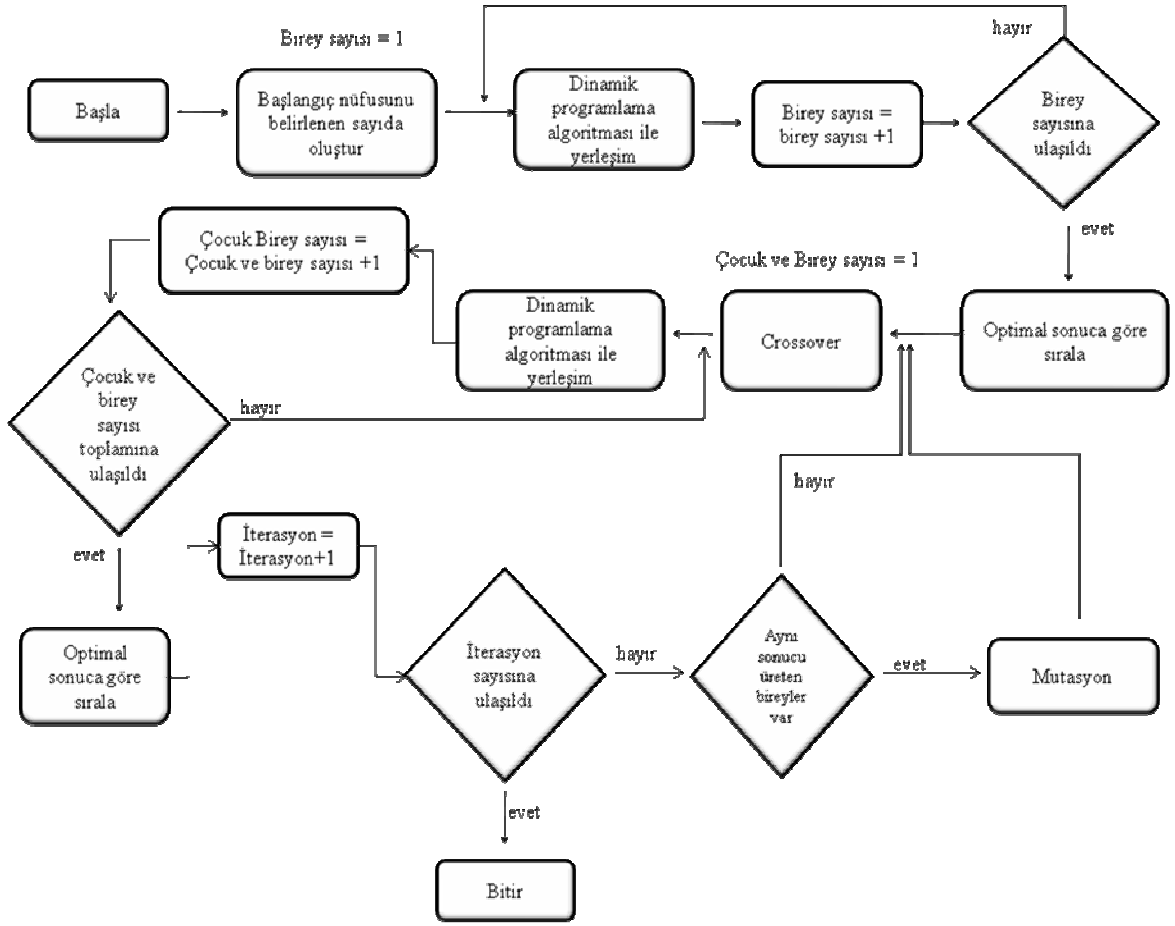 Birey sayısı = 1
hayır
Başla
Başlangıç nüfusunu
belirlenen sayıda
oluştur
Dinamik
programlama
algoritması ile
yerleşim
Birey sayısı =
birey sayısı +1
Birey
sayısına
ulaşıldı
evet
Çocuk Birey sayısı =
Çocuk ve birey sayısı +1
Çocuk ve Birey sayısı = 1
Dinamik
programlama
algoritması ile
yerleşim
Crossover
Optimal sonuca göre
sırala
Çocuk ve
birey
sayısı
toplamına
ulaşıldı
hayır
evet
hayır
İterasyon =
İterasyon+1
Optimal
sonuca göre
sırala
İterasyon
sayısına
ulaşıldı
hayır
Aynı
sonucu
üreten
bireyler
var
evet
Mutasyon
evet
Bitir